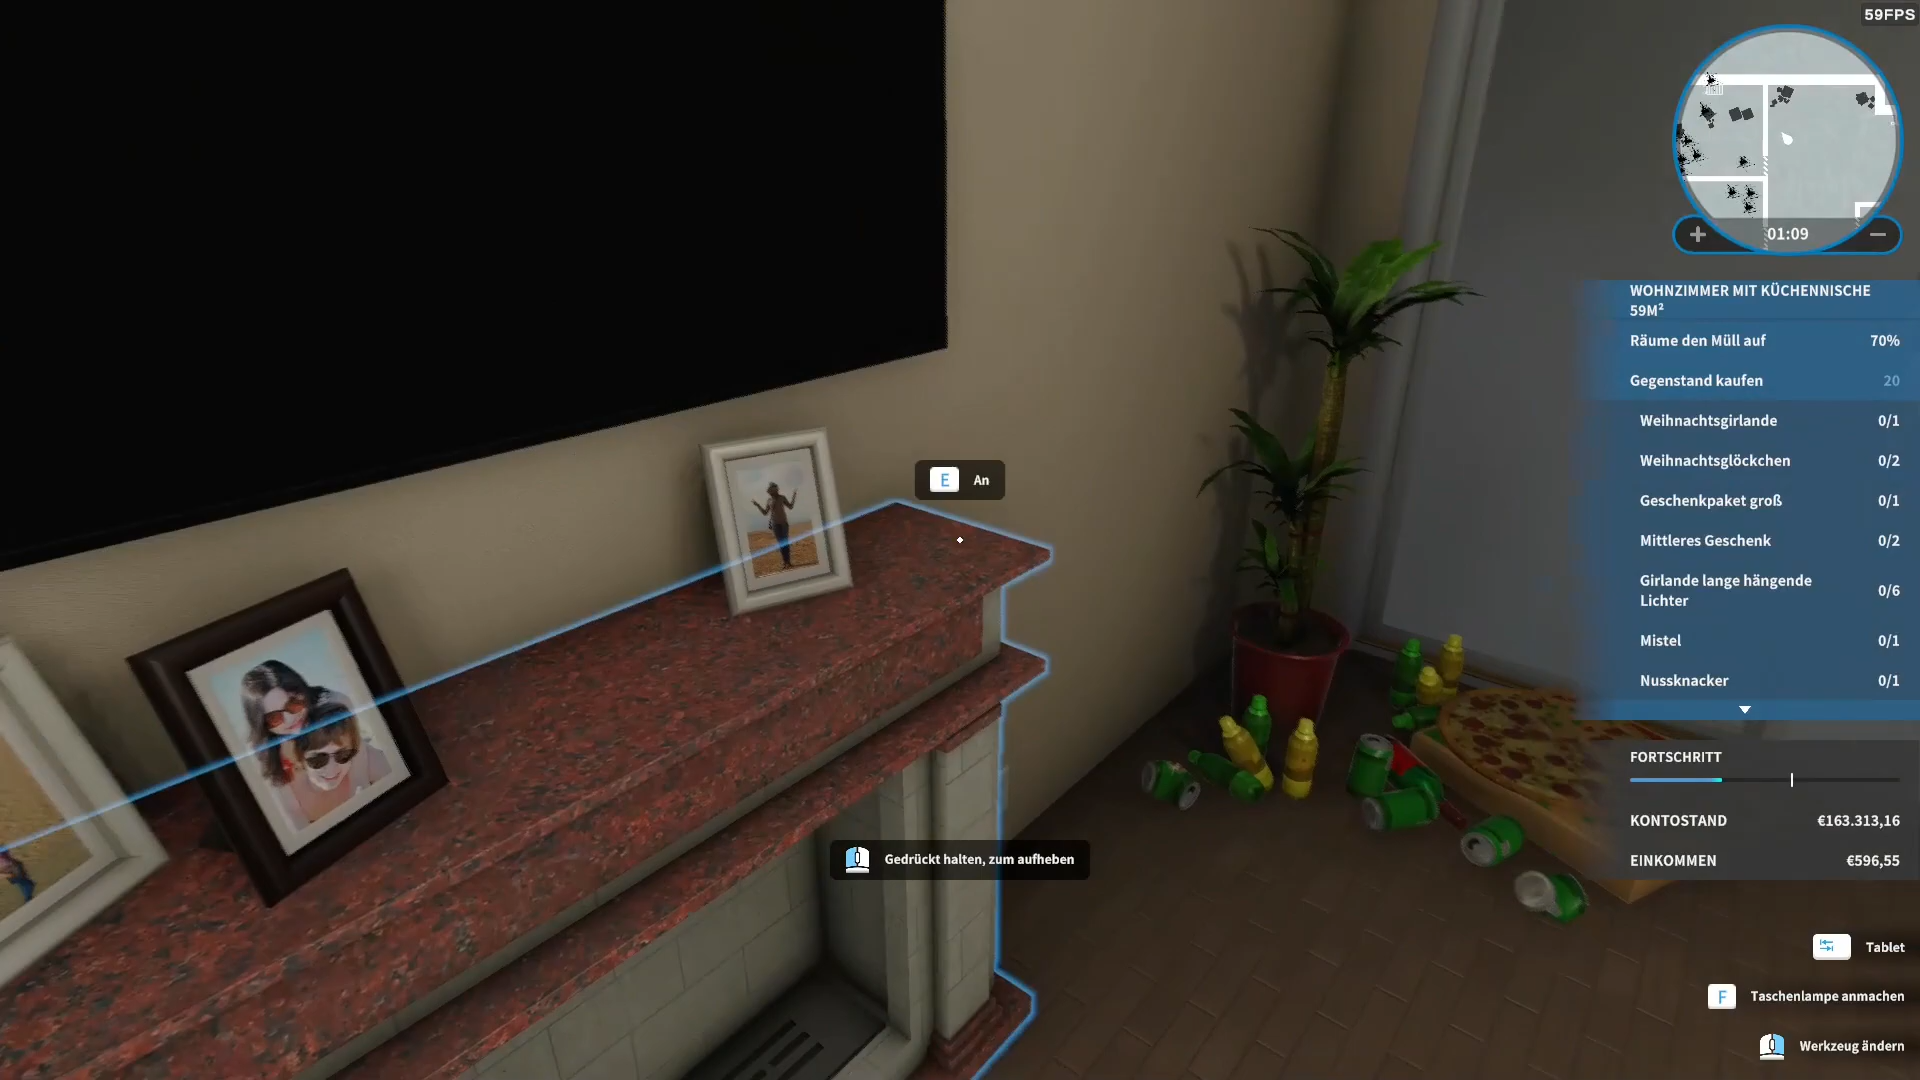 59FPS
01:09
WOHNZIMMER MIT KÜCHENNISCHE
59M²
Räume den Müll auf 70%
Gegenstand kaufen 20
Weihnachtsgirlande 0/1
Weihnachtsglöckchen 0/2
Geschenkpaket groß 0/1
Mittleres Geschenk 0/2
Girlande lange hängende
Lichter 0/6
Mistel 0/1
Nussknacker 0/1
FORTSCHRITT
KONTOSTAND €163.313,16
EINKOMMEN €596,55
E An
Gedrückt halten, zum aufheben
Tablet
F Taschenlampe anmachen
Werkzeug ändern